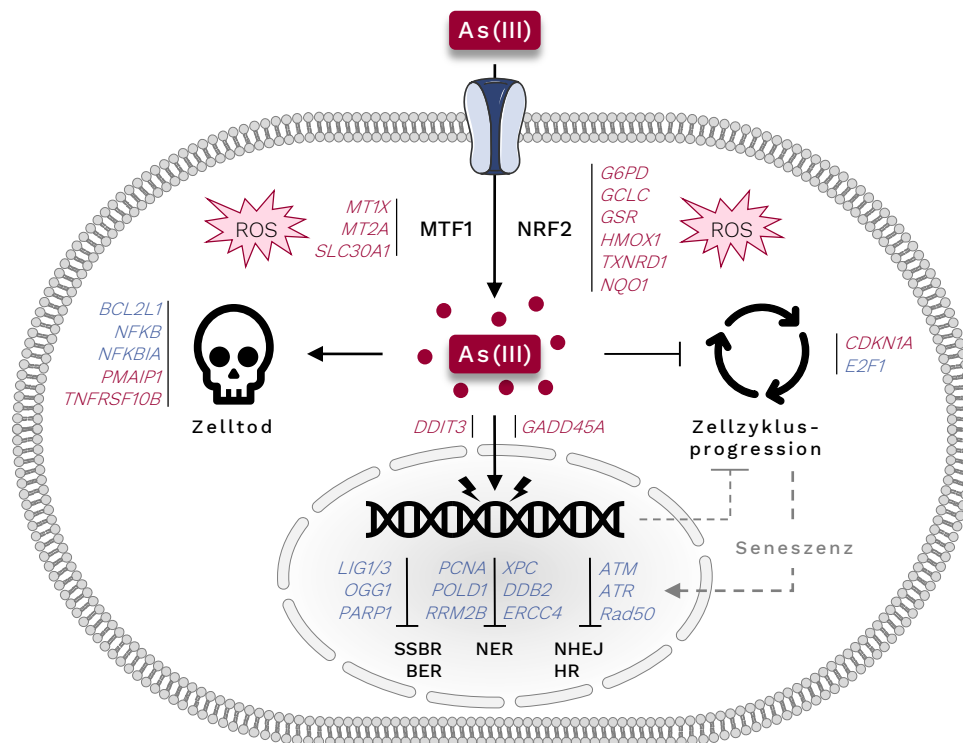 As(III)
ROS
MT1X
MT2A
SLC30A1
MTF1
NRF2
G6PD
GCLC
GSR
HMOX1
TXNRD1
NQO1
ROS
BCL2L1
NFKB
NFKBIA
PMAIP1
TNFRSF10B
Zelltod
As(III)
CDKN1A
E2F1
Zellzyklus-
progression
DDIT3
GADD45A
Seneszenz
LIG1/3
OGG1
PARP1
SSBR
BER
PCNA
POLD1
RRM2B
XPC
DDB2
ERCC4
NER
ATM
ATR
Rad50
NHEJ
HR